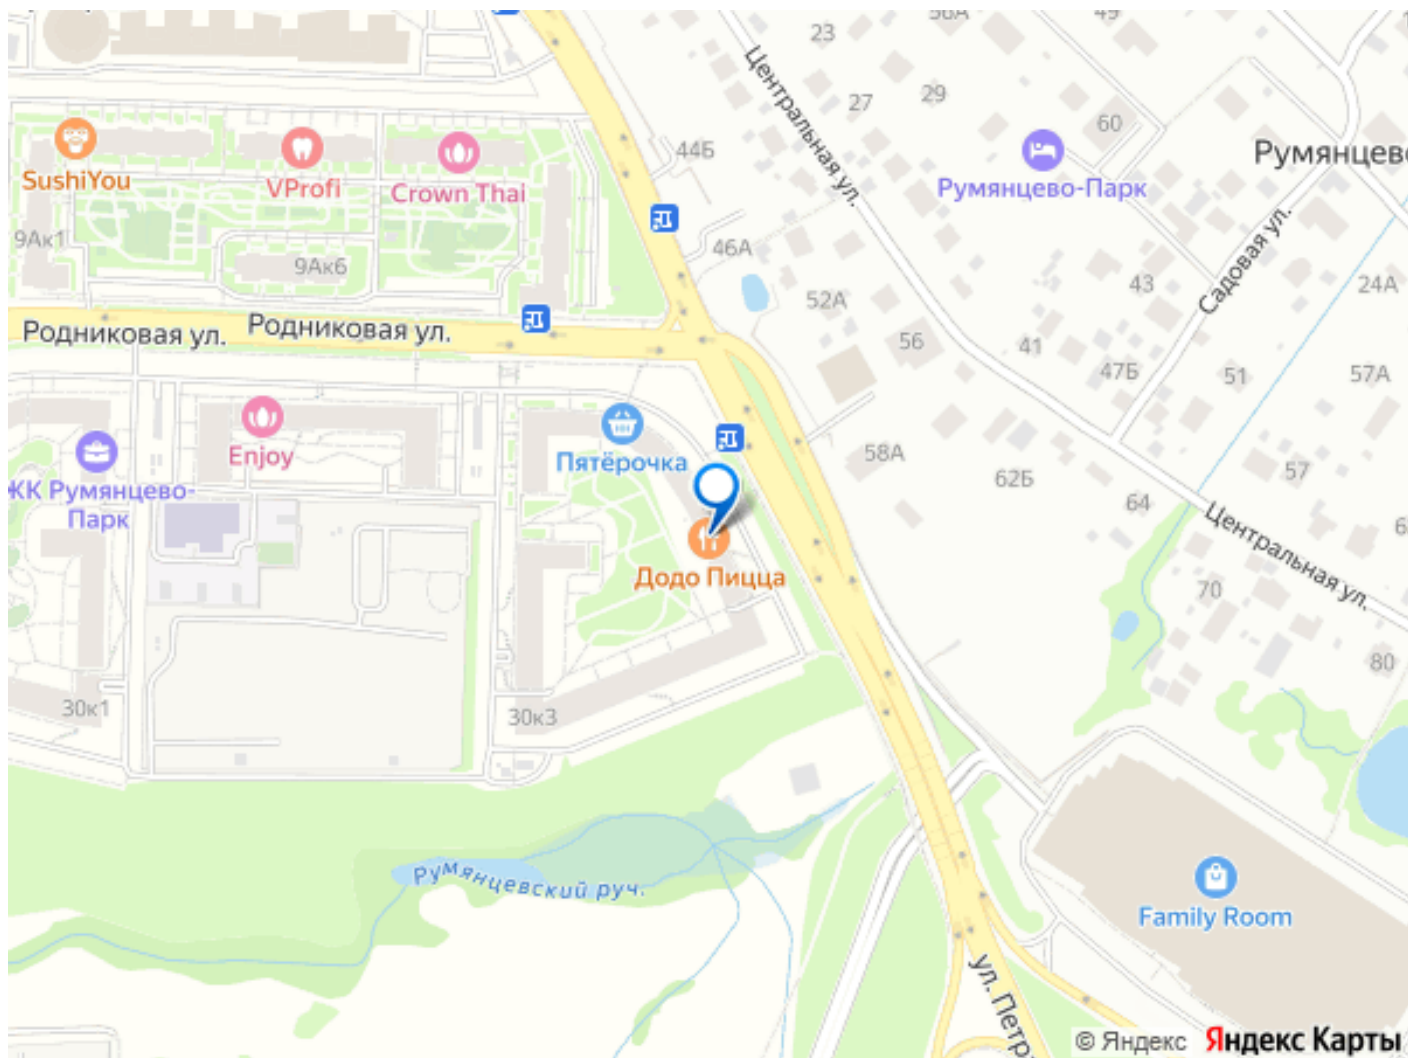 49
23
Центральная ул.
27
29
60
44Б
SushiYou
VProfi
Crown Thai
Румянцево-Парк
Румянцево
9Ак1
9Ак6
46А
52А
43
Садовая ул.
24А
Родниковая ул.
Родниковая ул.
56
41
47Б
51
57А
Enjoy
Пятёрочка
58А
62Б
64
57
ЖК Румянцево-
Парк
Центральная ул.
Додо Пицца
70
80
30к1
30к3
Румянцевский руч.
Family Room
ул. Петра
© Яндекс Яндекс Карты